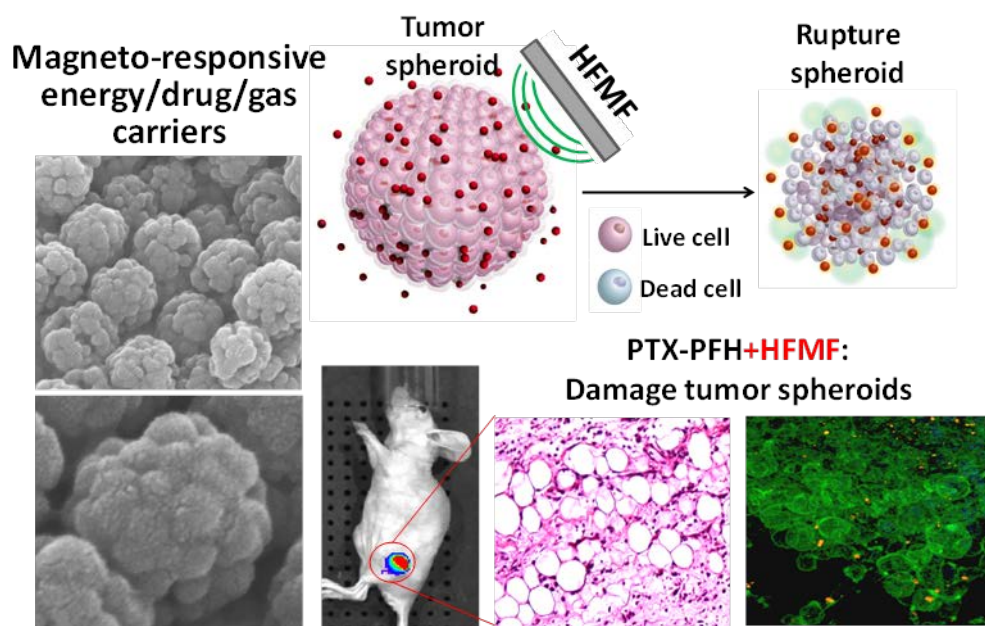 Magneto-responsive
energy/drug/gas
carriers
Tumor
spheroid
HFMF
Rupture
spheroid
Live cell
Dead cell
PTX-PFH+HFMF:
Damage tumor spheroids